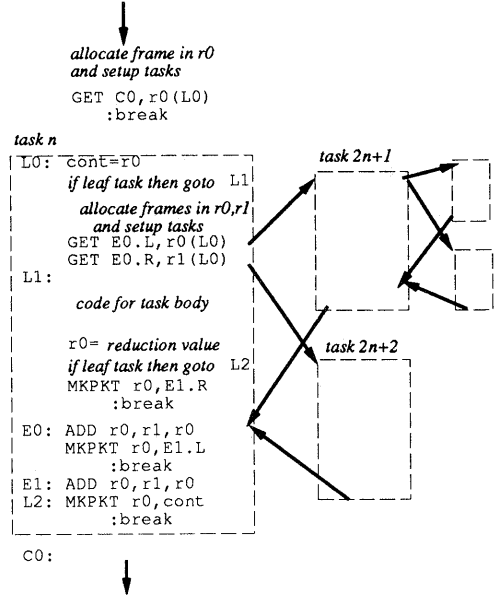 allocate frame in r0
and setup tasks
GET C0,r0(L0)
:break
task n
L0: cont=r0
if leaf task then goto L1
allocate frames in r0,r1
and setup tasks
GET E0.L,r0(L0)
GET E0.R,r1(L0)
L1:
code for task body
r0= reduction value
if leaf task then goto L2
MKPKT r0,E1.R
:break
E0: ADD r0,r1,r0
MKPKT r0,E1.L
:break
E1: ADD r0,r1,r0
L2: MKPKT r0,cont
:break
C0:
task 2n+1
task 2n+2